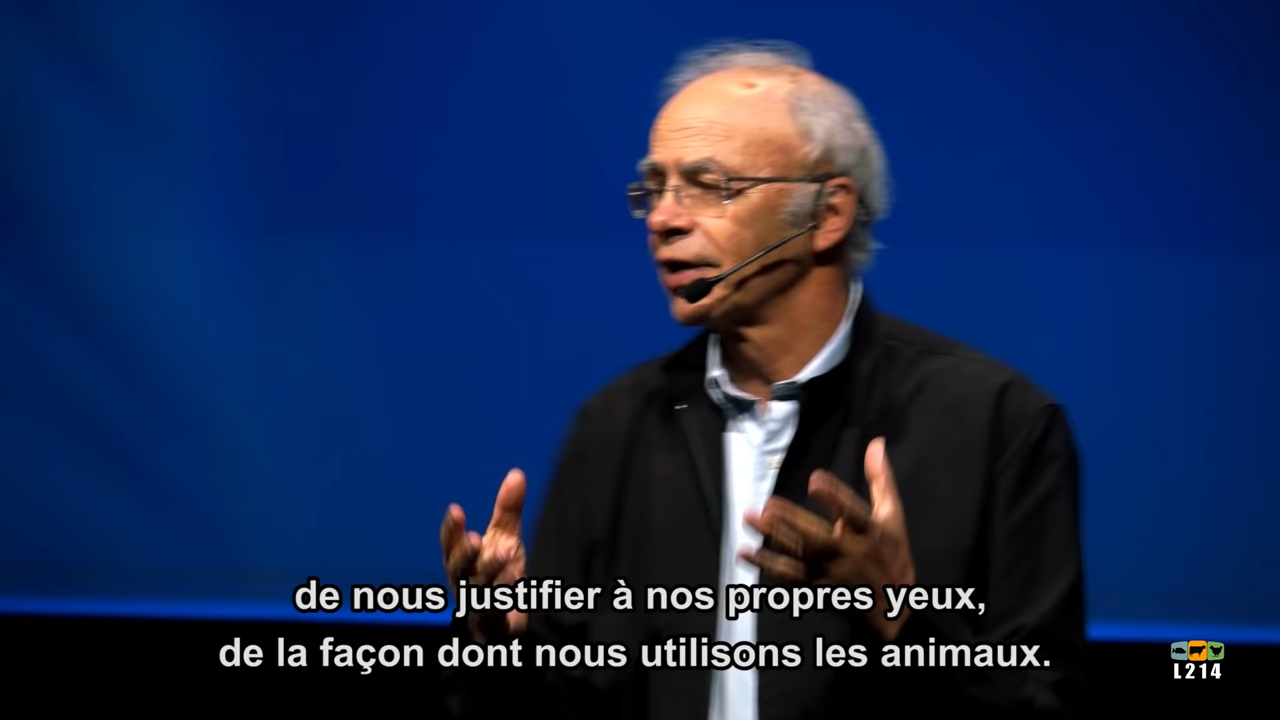 de nous justifier à nos propres yeux,
de la façon dont nous utilisons les animaux.
L214